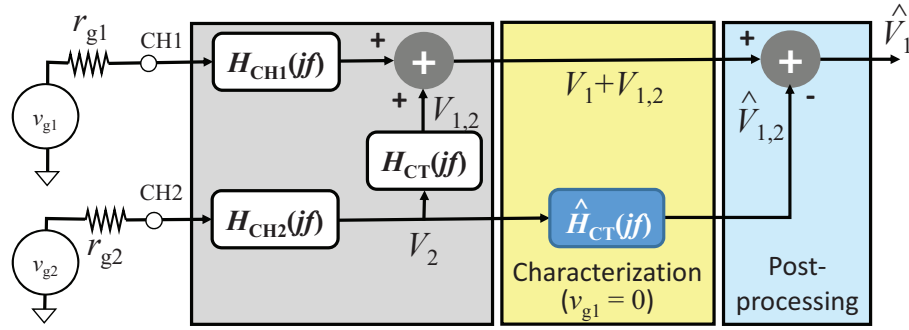 r_g1
CH1
H_CH1(jf)
+
+
+
V_1,2
v_g1
H_CT(jf)
V_1+V_1,2
+
+
-
V̂_1
V̂_1,2
CH2
r_g2
v_g2
H_CH2(jf)
V_2
Ĥ_CT(jf)
Characterization
(v_g1 = 0)
Post-
processing